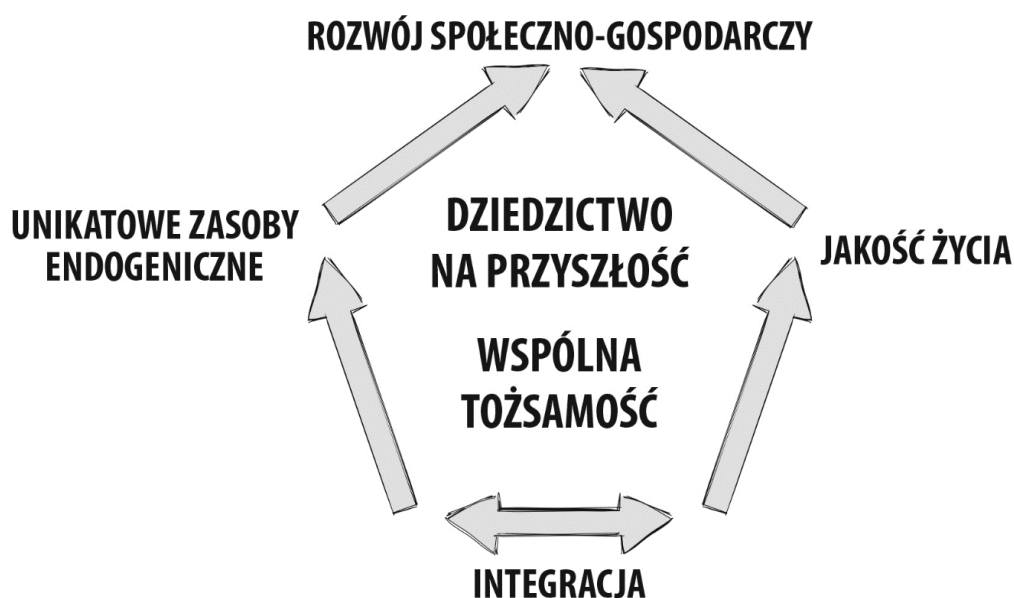 ROZWÓJ SPOŁECZNO-GOSPODARCZY
UNIKATOWE ZASOBY
ENDOGENICZNE
DZIEDZICTWO
NA PRZYSZŁOŚĆ
WSPÓLNA
TOŻSAMOŚĆ
JAKOŚĆ ŻYCIA
INTEGRACJA